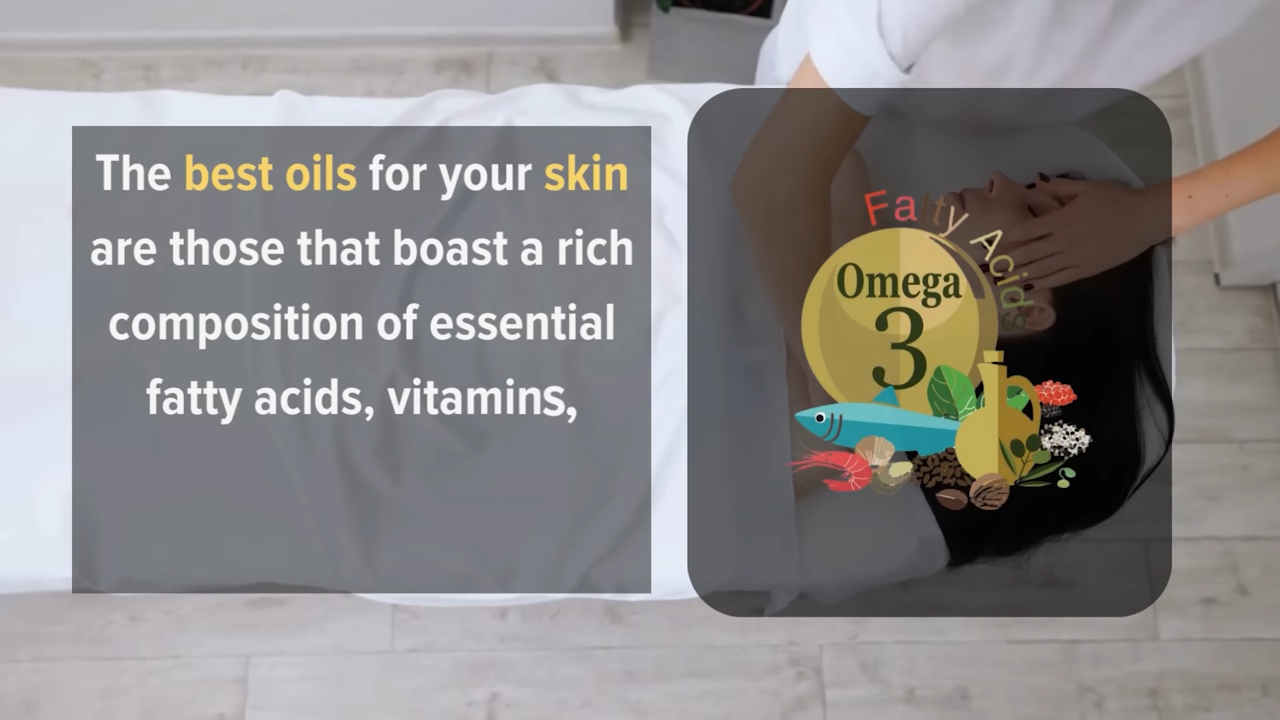 The best oils for your skin
are those that boast a rich
composition of essential
fatty acids, vitamins,
Fatty Acids
Omega
3